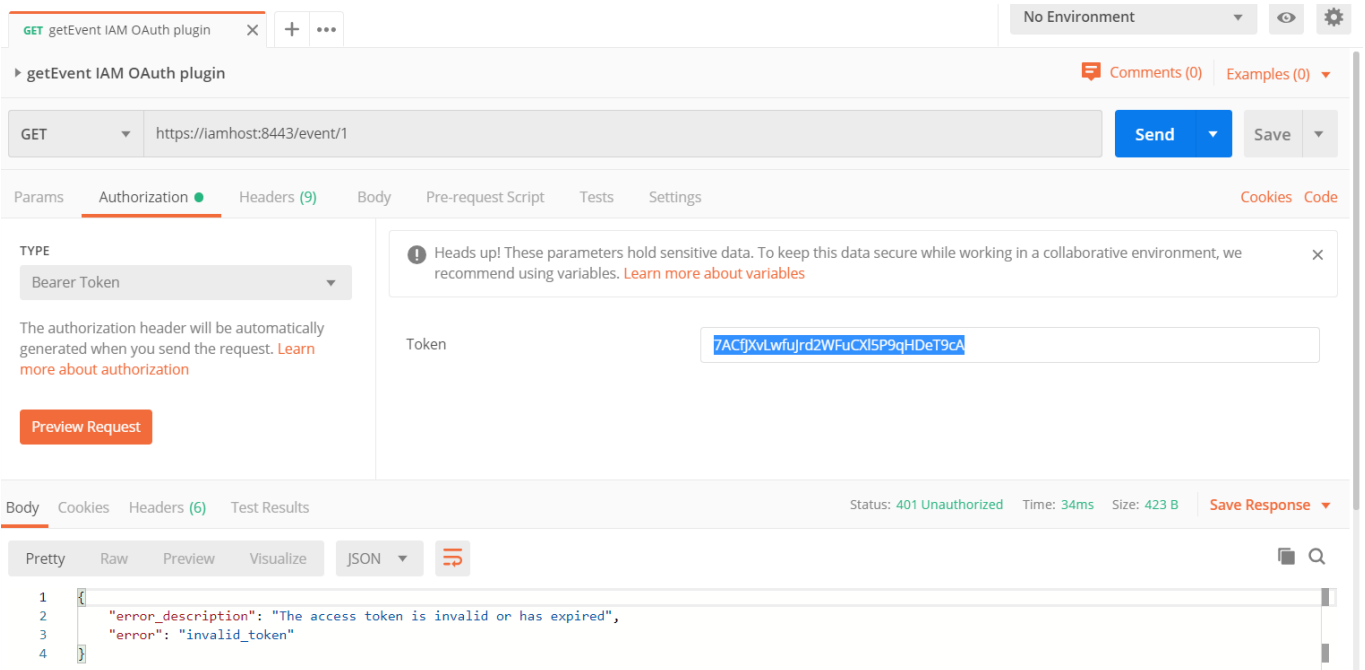 GET getEvent IAM OAuth plugin
No Environment
getEvent IAM OAuth plugin
Comments (0) Examples (0)
GET https://iamhost:8443/event/1 Send Save
Params Authorization Headers (9) Body Pre-request Script Tests Settings Cookies Code
TYPE
Bearer Token
The authorization header will be automatically
generated when you send the request. Learn
more about authorization
Preview Request
Heads up! These parameters hold sensitive data. To keep this data secure while working in a collaborative environment, we
recommend using variables. Learn more about variables
Token 7ACfJXvLwfuJrd2WFuCXl5P9qHDeT9cA
Body Cookies Headers (6) Test Results Status: 401 Unauthorized Time: 34ms Size: 423 B Save Response
Pretty Raw Preview Visualize JSON
1 {
2 "error_description": "The access token is invalid or has expired",
3 "error": "invalid_token"
4 }